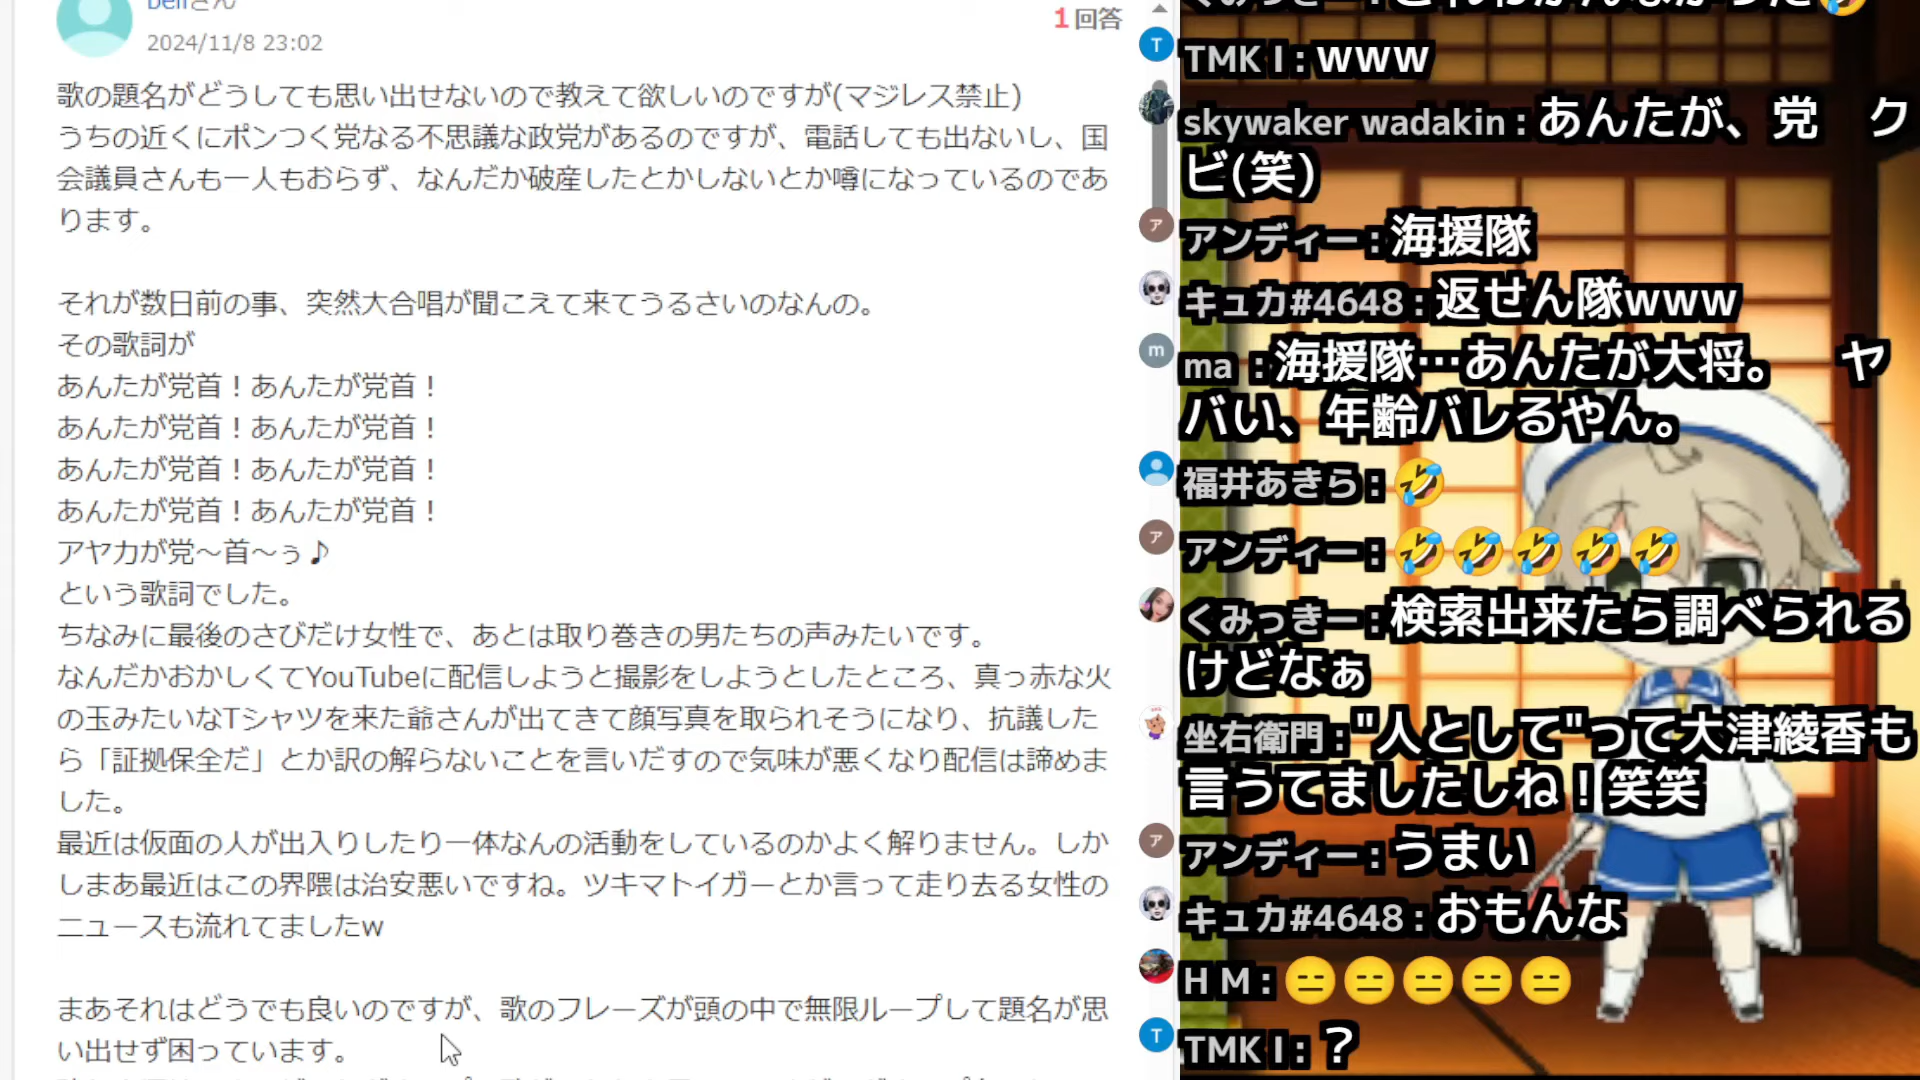 1回答
2024/11/8 23:02
歌の題名がどうしても思い出せないので教えて欲しいのですが(マジレス禁止)
うちの近くにポンつく党なる不思議な政党があるのですが、電話しても出ないし、国
会議員さんも一人もおらず、なんだか破産したとかしないとか噂になっているのであ
ります。
それが数日前の事、突然大合唱が聞こえて来てうるさいのなんの。
その歌詞が
あんたが党首！あんたが党首！
あんたが党首！あんたが党首！
あんたが党首！あんたが党首！
あんたが党首！あんたが党首！
アヤカが党～首～ぅ♪
という歌詞でした。
ちなみに最後のさびだけ女性で、あとは取り巻きの男たちの声みたいです。
なんだかおかしくてYouTubeに配信しようと撮影をしようとしたところ、真っ赤な火
の玉みたいなTシャツを来た爺さんが出てきて顔写真を取られそうになり、抗議した
ら「証拠保全だ」とか訳の解らないことを言いだすので気味が悪くなり配信は諦めま
した。
最近は仮面の人が出入りしたり一体なんの活動をしているのかよく解りません。しか
しまあ最近はこの界隈は治安悪いですね。ツキマトイガーとか言って走り去る女性の
ニュースも流れてましたw
まあそれはどうでも良いのですが、歌のフレーズが頭の中で無限ループして題名が思
い出せず困っています。
T
TMK I : www
skywaker wadakin : あんたが、党　ク
ビ(笑)
ア
アンディー : 海援隊
キュカ#4648 : 返せん隊www
m
ma : 海援隊…あんたが大将。　ヤ
バい、年齢バレるやん。
福井あきら : 🤣
ア
アンディー : 🤣🤣🤣🤣🤣
くみっきー : 検索出来たら調べられる
けどなぁ
坐右衛門 : "人として"って大津綾香も
言うてましたしね！笑笑
ア
アンディー : うまい
キュカ#4648 : おもんな
H M : 😑😑😑😑😑
T
TMK I : ？